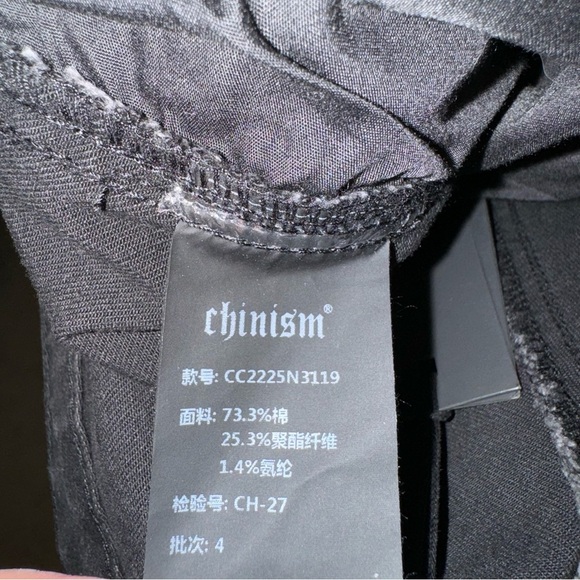 chinism®
款号: CC2225N3119
面料: 73.3%棉
25.3%聚酯纤维
1.4%氨纶
检验号: CH-27
批次: 4